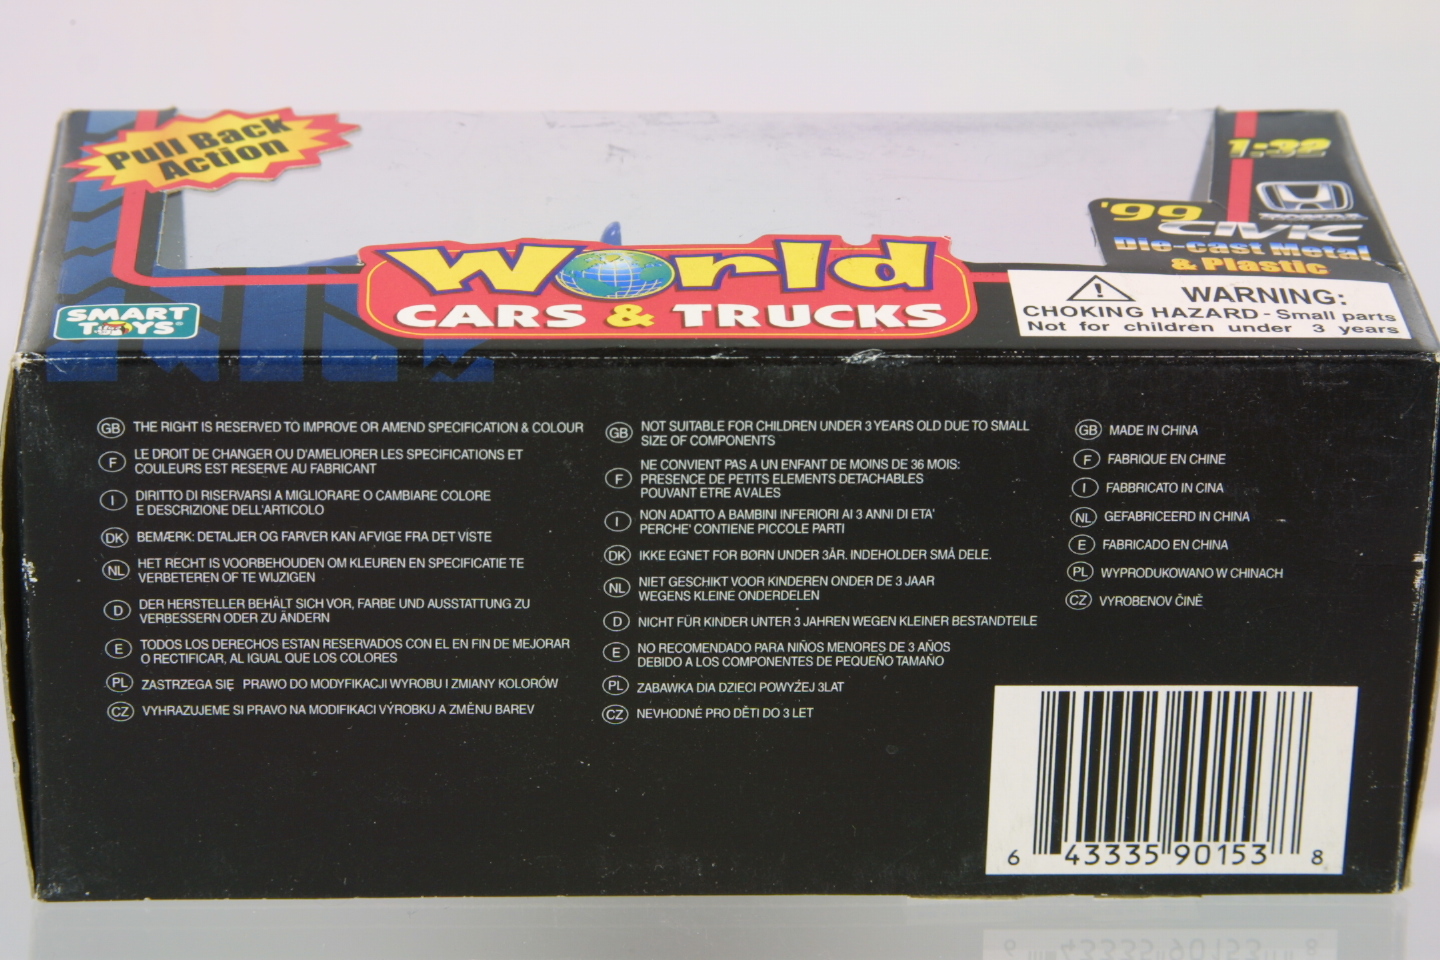 Pull Back
Action
1:32
HONDA
'99 CIVIC
Die-cast Metal
& Plastic
World
CARS & TRUCKS
SMART
TOYS
WARNING:
CHOKING HAZARD - Small parts
Not for children under 3 years
GB THE RIGHT IS RESERVED TO IMPROVE OR AMEND SPECIFICATION & COLOUR
F LE DROIT DE CHANGER OU D'AMELIORER LES SPECIFICATIONS ET
COULEURS EST RESERVE AU FABRICANT
I DIRITTO DI RISERVARSI A MIGLIORARE O CAMBIARE COLORE
E DESCRIZIONE DELL'ARTICOLO
DK BEMÆRK: DETALJER OG FARVER KAN AFVIGE FRA DET VISTE
NL HET RECHT IS VOORBEHOUDEN OM KLEUREN EN SPECIFICATIE TE
VERBETEREN OF TE WIJZIGEN
D DER HERSTELLER BEHÄLT SICH VOR, FARBE UND AUSSTATTUNG ZU
VERBESSERN ODER ZU ÄNDERN
E TODOS LOS DERECHOS ESTAN RESERVADOS CON EL EN FIN DE MEJORAR
O RECTIFICAR, AL IGUAL QUE LOS COLORES
PL ZASTRZEGA SIĘ PRAWO DO MODYFIKACJI WYROBU I ZMIANY KOLORÓW
CZ VYHRAZUJEME SI PRAVO NA MODIFIKACI VÝROBKU A ZMĚNU BAREV
GB NOT SUITABLE FOR CHILDREN UNDER 3 YEARS OLD DUE TO SMALL
SIZE OF COMPONENTS
F NE CONVIENT PAS A UN ENFANT DE MOINS DE 36 MOIS:
PRESENCE DE PETITS ELEMENTS DETACHABLES
POUVANT ETRE AVALES
I NON ADATTO A BAMBINI INFERIORI AI 3 ANNI DI ETA'
PERCHE' CONTIENE PICCOLE PARTI
DK IKKE EGNET FOR BØRN UNDER 3ÅR. INDEHOLDER SMÅ DELE.
NL NIET GESCHIKT VOOR KINDEREN ONDER DE 3 JAAR
WEGENS KLEINE ONDERDELEN
D NICHT FÜR KINDER UNTER 3 JAHREN WEGEN KLEINER BESTANDTEILE
E NO RECOMENDADO PARA NIÑOS MENORES DE 3 AÑOS
DEBIDO A LOS COMPONENTES DE PEQUEÑO TAMAÑO
PL ZABAWKA DIA DZIECI POWYŻEJ 3LAT
CZ NEVHODNÉ PRO DĚTI DO 3 LET
GB MADE IN CHINA
F FABRIQUE EN CHINE
I FABBRICATO IN CINA
NL GEFABRICEERD IN CHINA
E FABRICADO EN CHINA
PL WYPRODUKOWANO W CHINACH
CZ VYROBENOV ČINĚ
6 43335 90153 8